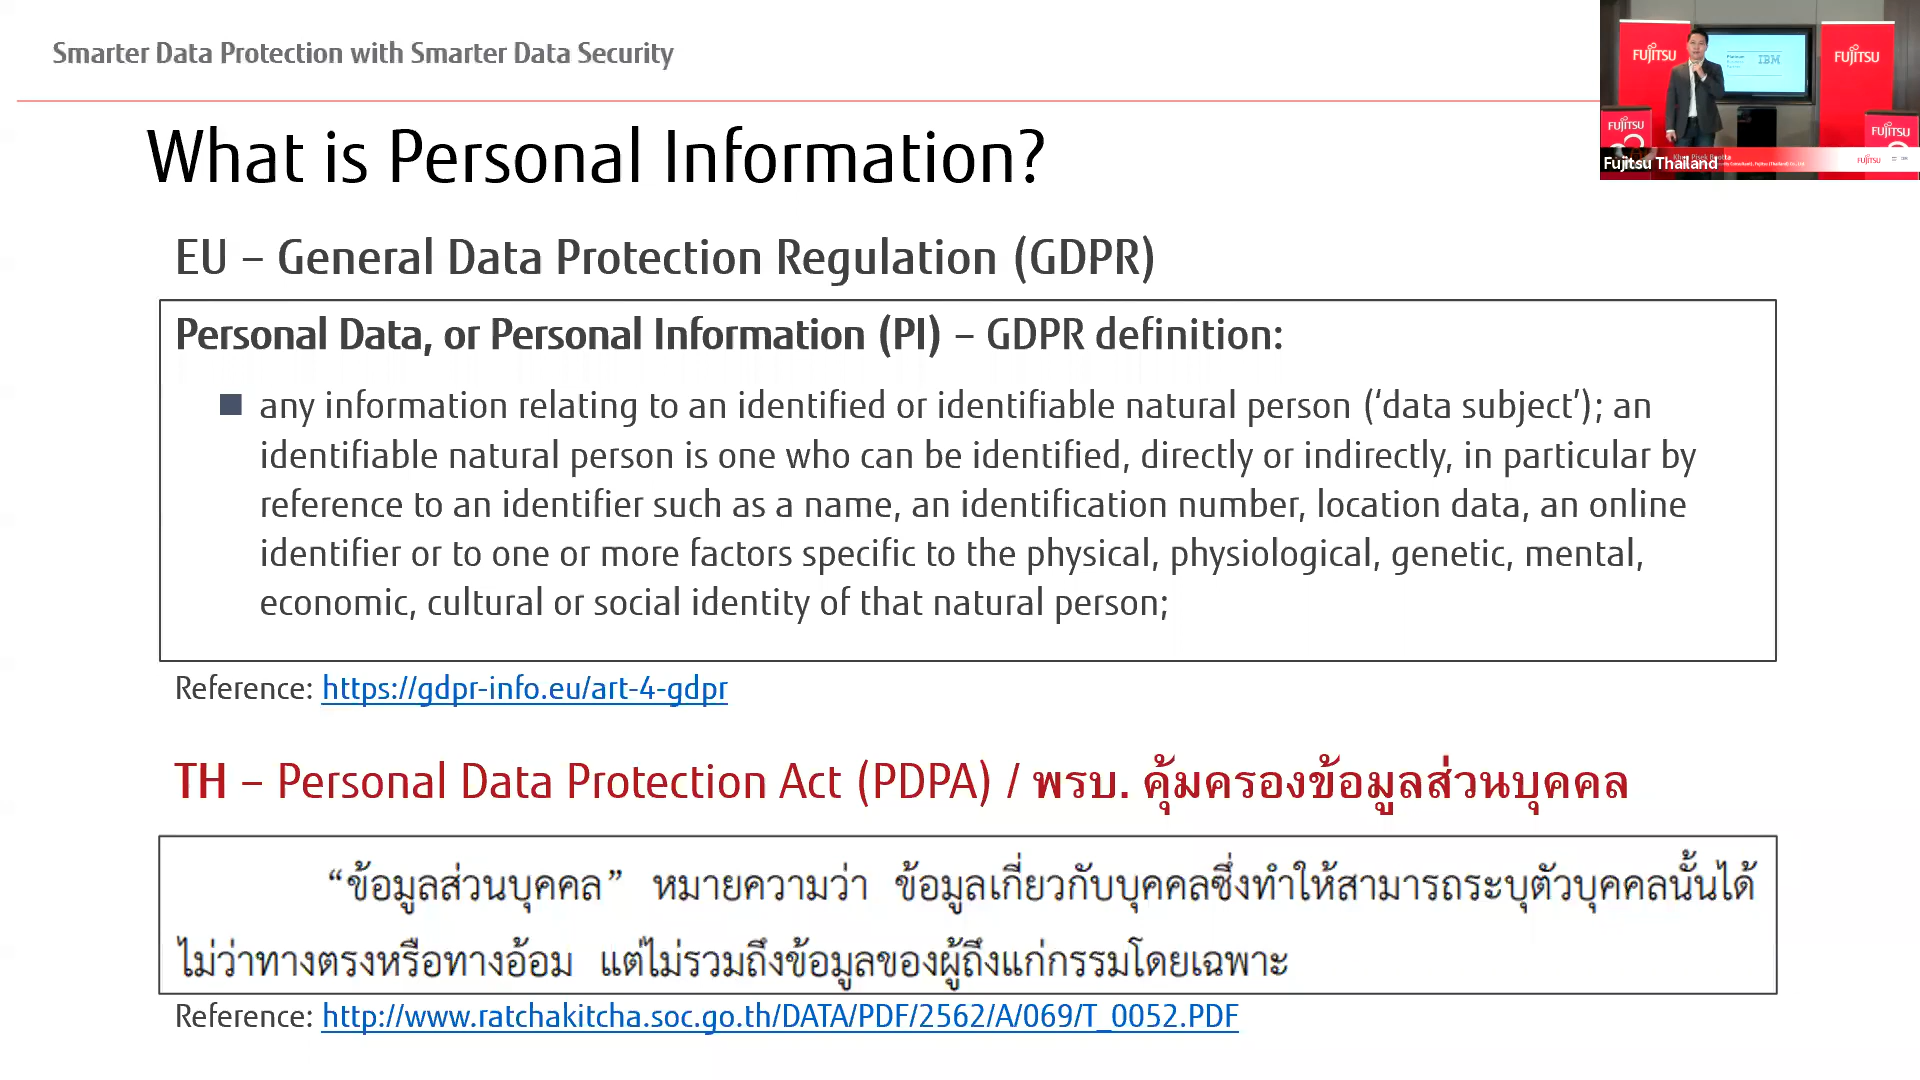 Smarter Data Protection with Smarter Data Security
What is Personal Information?
EU – General Data Protection Regulation (GDPR)
Personal Data, or Personal Information (PI) – GDPR definition:
any information relating to an identified or identifiable natural person (‘data subject’); an
identifiable natural person is one who can be identified, directly or indirectly, in particular by
reference to an identifier such as a name, an identification number, location data, an online
identifier or to one or more factors specific to the physical, physiological, genetic, mental,
economic, cultural or social identity of that natural person;
Reference: https://gdpr-info.eu/art-4-gdpr
TH – Personal Data Protection Act (PDPA) / พรบ. คุ้มครองข้อมูลส่วนบุคคล
“ข้อมูลส่วนบุคคล” หมายความว่า ข้อมูลเกี่ยวกับบุคคลซึ่งทำให้สามารถระบุตัวบุคคลนั้นได้
ไม่ว่าทางตรงหรือทางอ้อม แต่ไม่รวมถึงข้อมูลของผู้ถึงแก่กรรมโดยเฉพาะ
Reference: http://www.ratchakitcha.soc.go.th/DATA/PDF/2562/A/069/T_0052.PDF
FUJITSU
IBM
FUJITSU
FUJITSU
FUJITSU
Fujitsu Thailand
FUJITSU